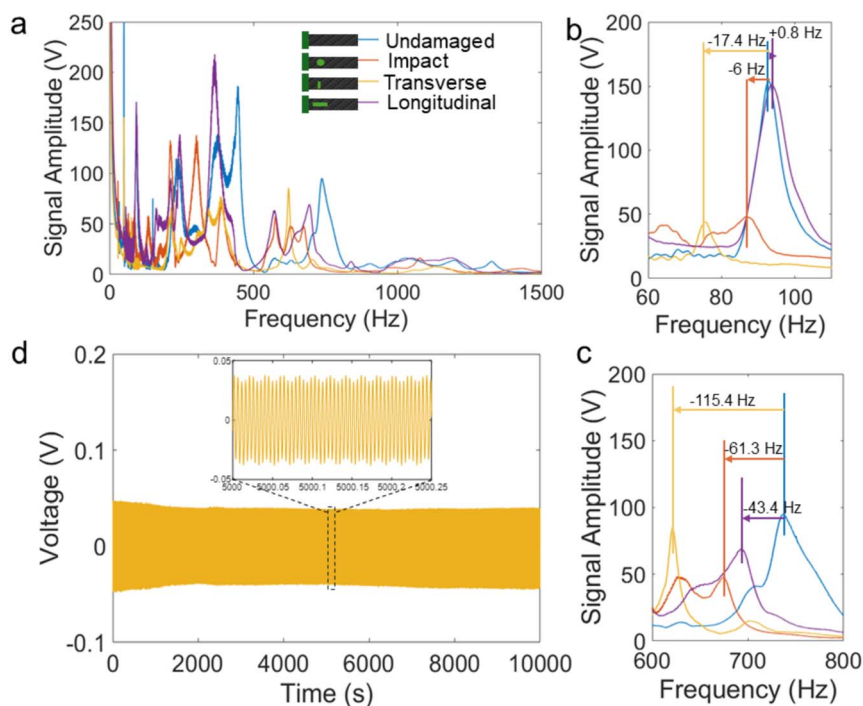 a
250
200
150
100
50
0
Signal Amplitude (V)
0 500 1000 1500
Frequency (Hz)
Undamaged
Impact
Transverse
Longitudinal
b
200
150
100
50
0
Signal Amplitude (V)
60 80 100
Frequency (Hz)
-17.4 Hz
+0.8 Hz
-6 Hz
d
0.2
0.1
0
-0.1
Voltage (V)
0 2000 4000 6000 8000 10000
Time (s)
0.05
0
-0.05
5000 5000.05 5000.1 5000.15 5000.2 5000.25
c
200
150
100
50
0
Signal Amplitude (V)
600 700 800
Frequency (Hz)
-115.4 Hz
-61.3 Hz
-43.4 Hz